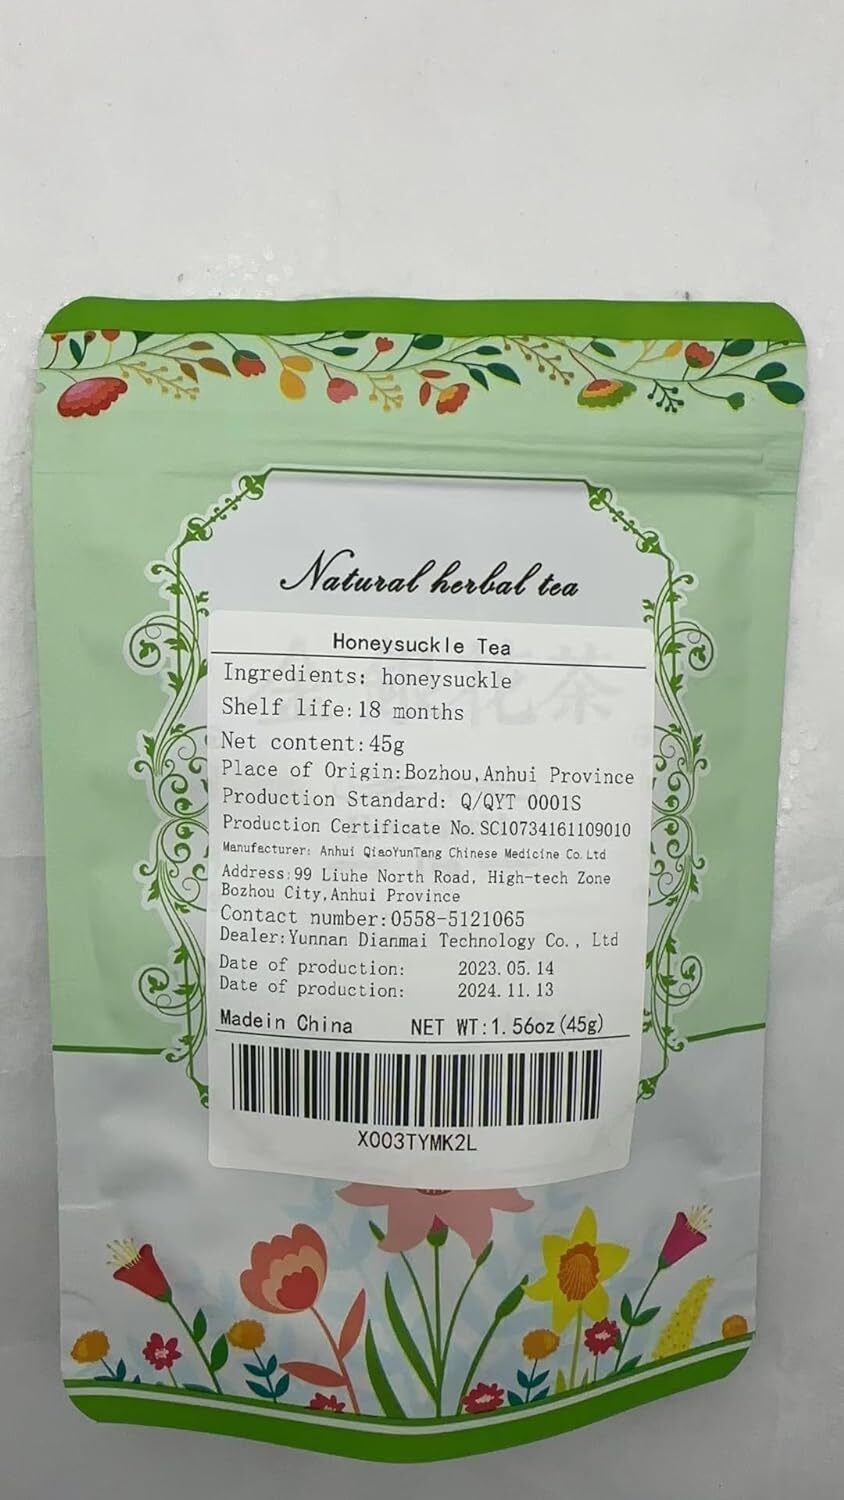 Natural herbal tea
Honeysuckle Tea
Ingredients: honeysuckle
Shelf life:18 months
Net content:45g
Place of Origin:Bozhou,Anhui Province
Production Standard: Q/QYT 0001S
Production Certificate No.SC10734161109010
Manufacturer: Anhui QiaoYunTang Chinese Medicine Co.Ltd
Address:99 Liuhe North Road, High-tech Zone
Bozhou City,Anhui Province
Contact number:0558-5121065
Dealer:Yunnan Dianmai Technology Co., Ltd
Date of production: 2023.05.14
Date of production: 2024.11.13
Madein China NET WT:1.56oz(45g)
X003TYMK2L